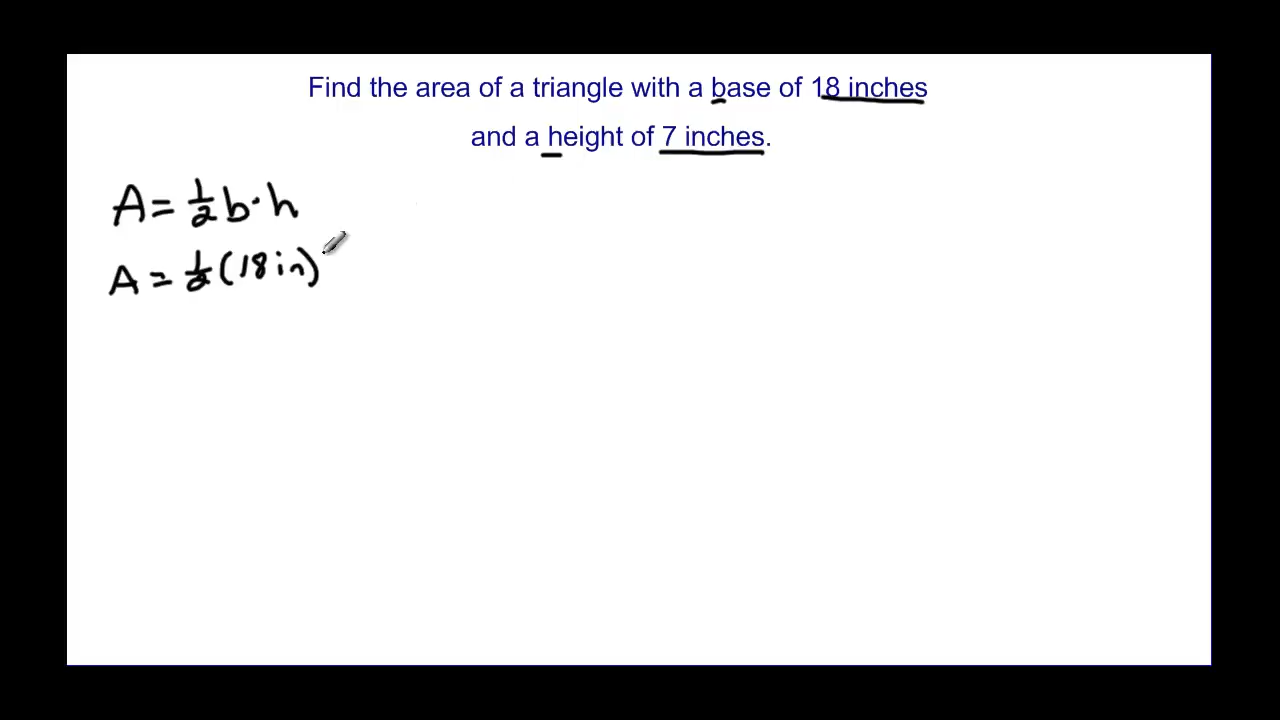 Find the area of a triangle with a base of 18 inches
and a height of 7 inches.
A = 1/2 b · h
A = 1/2 (18 in)